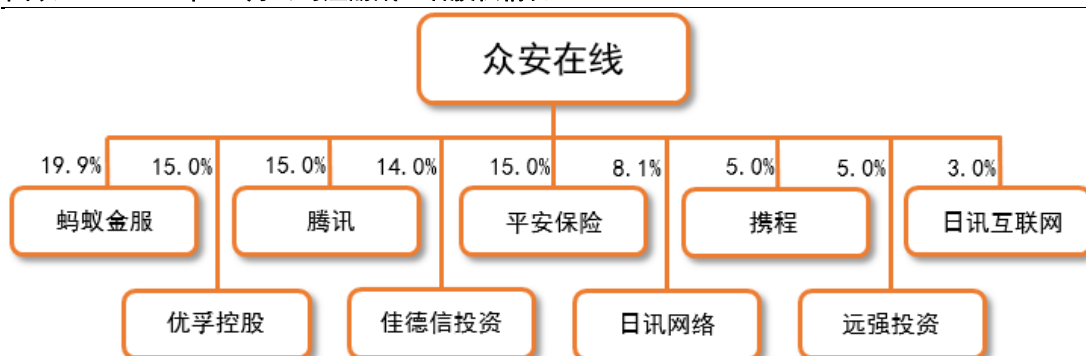 众安在线
19.9%
15.0%
15.0%
14.0%
15.0%
8.1%
5.0%
5.0%
3.0%
蚂蚁金服
腾讯
平安保险
携程
日讯互联网
优孚控股
佳德信投资
日讯网络
远强投资